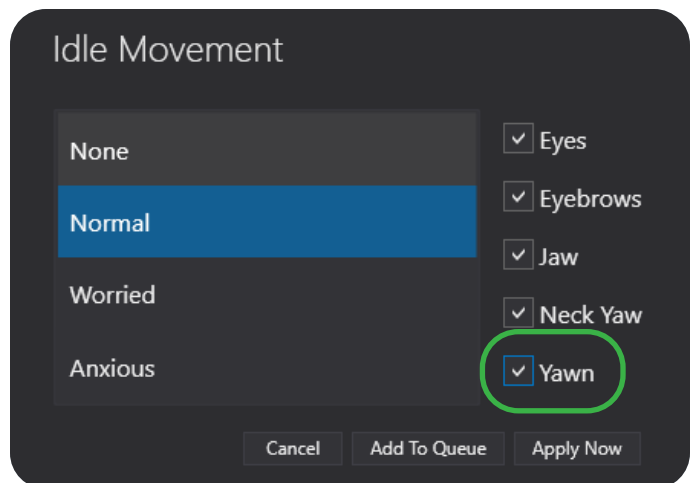 Idle Movement
None
Normal
Worried
Anxious
Eyes
Eyebrows
Jaw
Neck Yaw
Yawn
Cancel
Add To Queue
Apply Now